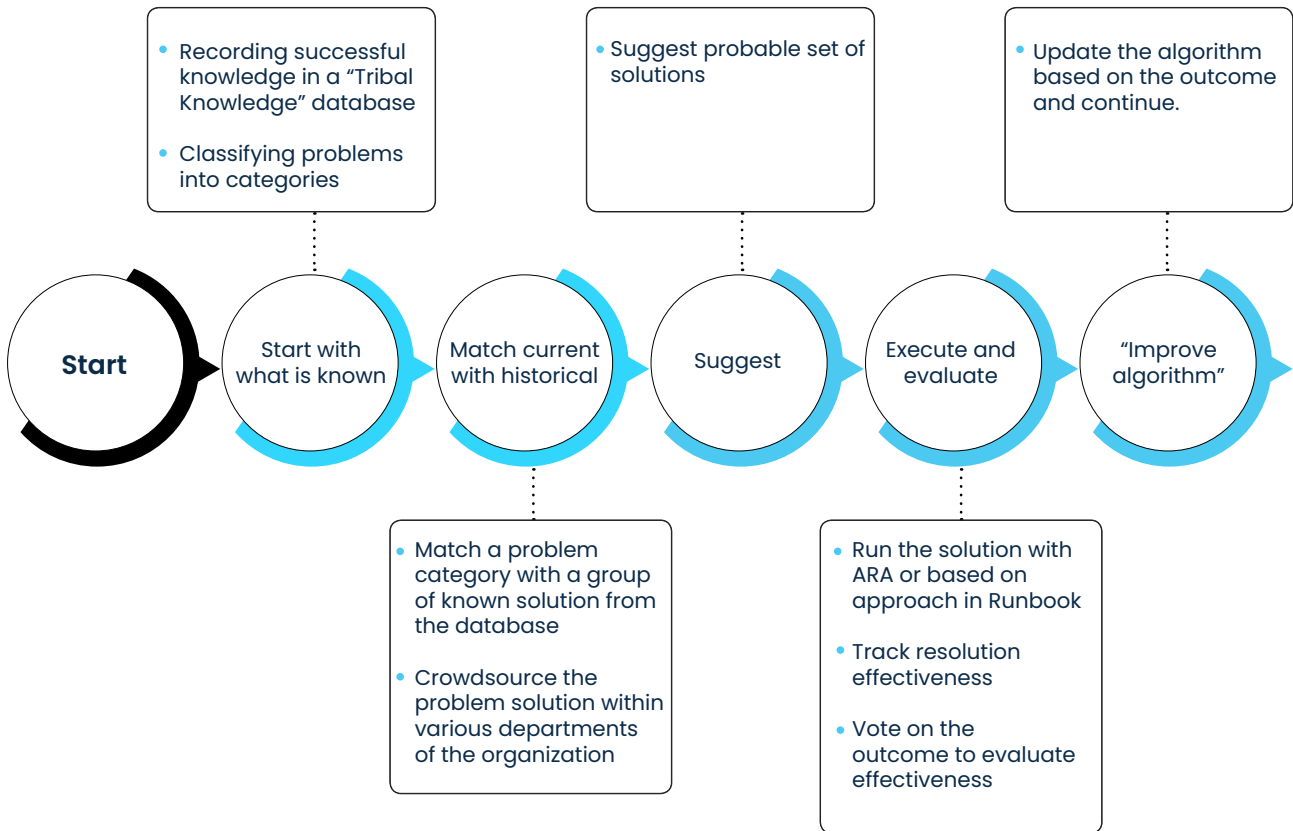 Recording successful
knowledge in a “Tribal
Knowledge” database
Classifying problems
into categories
Suggest probable set of
solutions
Update the algorithm
based on the outcome
and continue.
Start
Start with
what is known
Match current
with historical
Suggest
Execute and
evaluate
“Improve
algorithm”
Match a problem
category with a group
of known solution from
the database
Crowdsource the
problem solution within
various departments
of the organization
Run the solution with
ARA or based on
approach in Runbook
Track resolution
effectiveness
Vote on the
outcome to evaluate
effectiveness